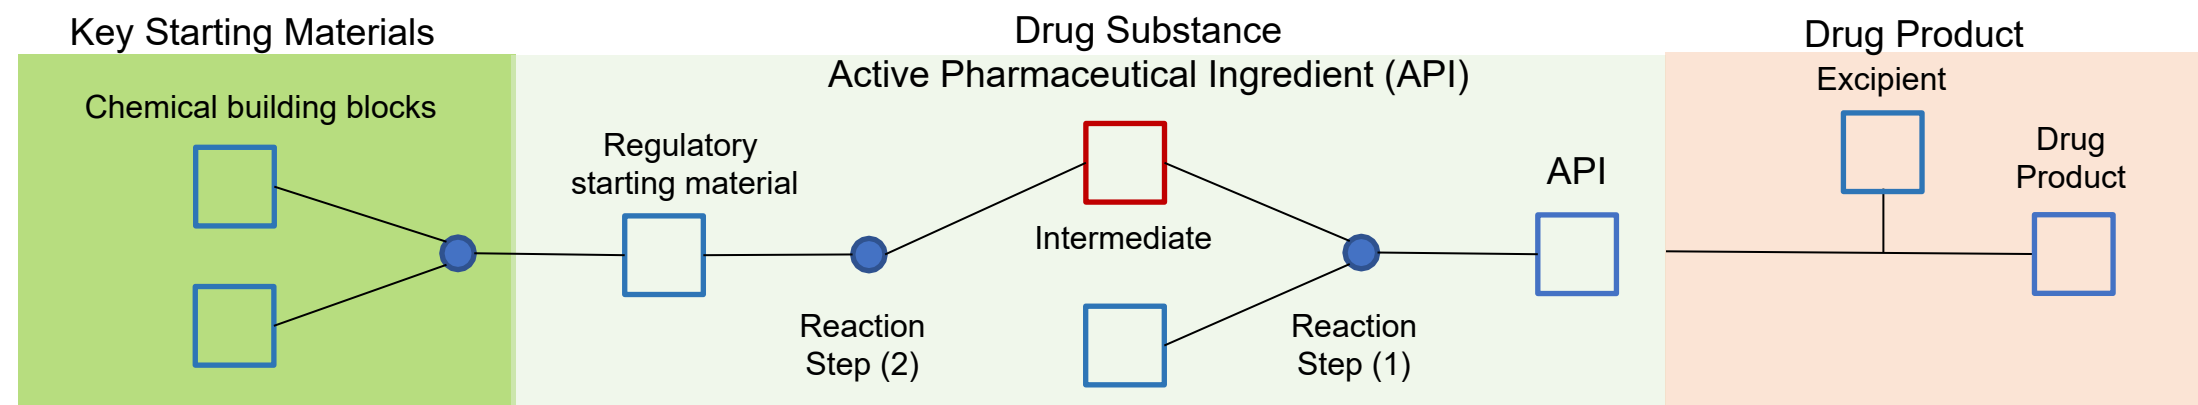 Key Starting Materials
Drug Substance
Drug Product
Active Pharmaceutical Ingredient (API)
Excipient
Chemical building blocks
Regulatory
starting material
Drug
Product
API
Intermediate
Reaction
Step (2)
Reaction
Step (1)